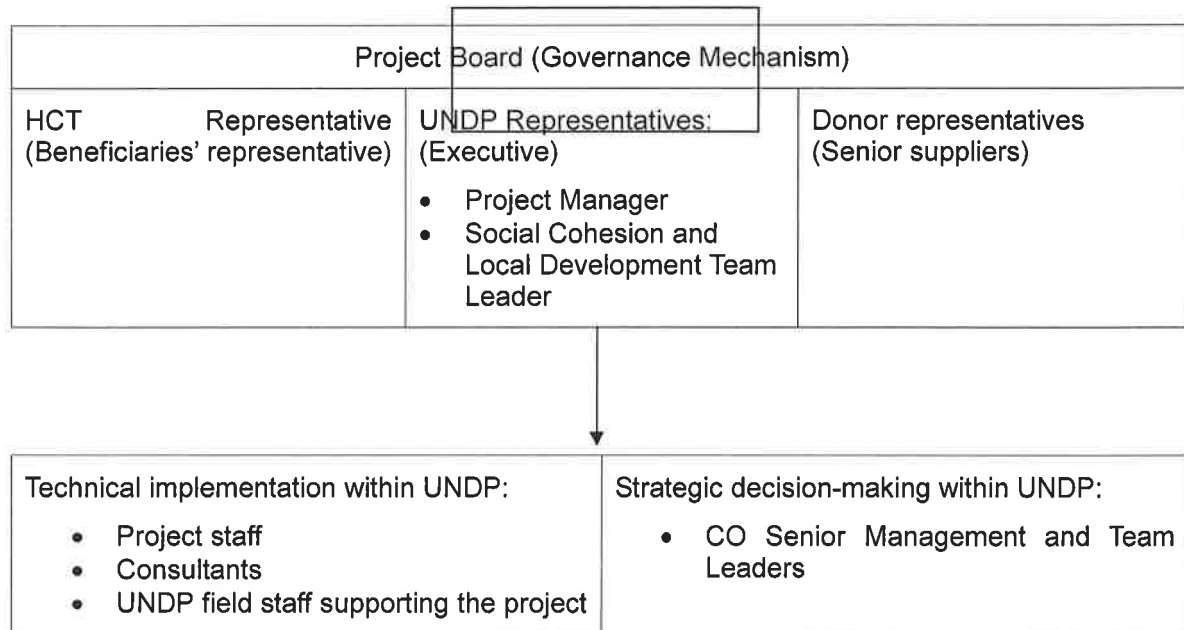 Project Board (Governance Mechanism)
HCT Representative
(Beneficiaries' representative)
UNDP Representatives:
(Executive)
• Project Manager
• Social Cohesion and
Local Development Team
Leader
Donor representatives
(Senior suppliers)
Technical implementation within UNDP:
• Project staff
• Consultants
• UNDP field staff supporting the project
Strategic decision-making within UNDP:
• CO Senior Management and Team
Leaders